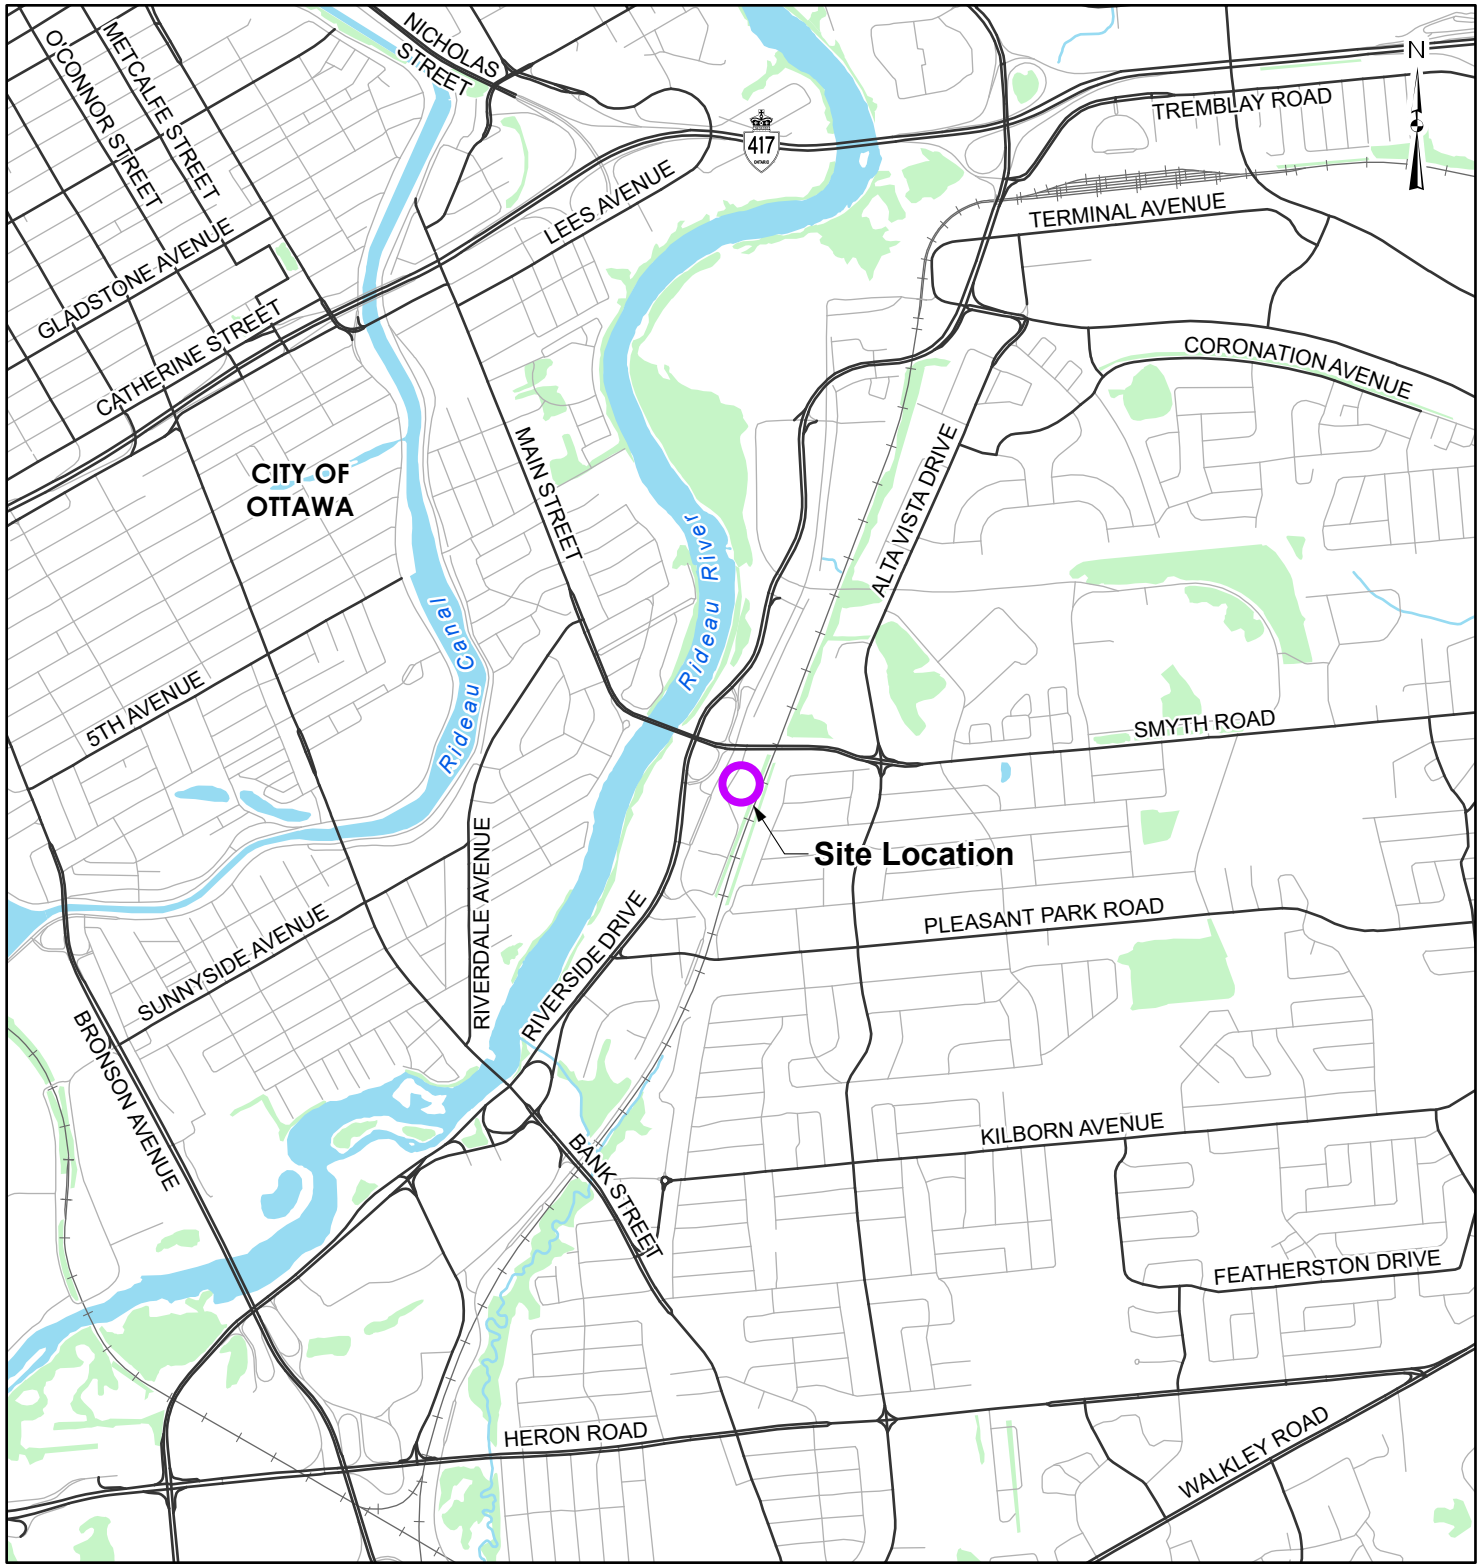 NICHOLAS
STREET
O'CONNOR STREET
METCALFE STREET
N
TREMBLAY ROAD
417
ONTARIO
LEES AVENUE
TERMINAL AVENUE
GLADSTONE AVENUE
CATHERINE STREET
CORONATION AVENUE
MAIN STREET
ALTA VISTA DRIVE
CITY OF
OTTAWA
Rideau River
Rideau Canal
5TH AVENUE
SMYTH ROAD
Site Location
RIVERDALE AVENUE
SUNNYSIDE AVENUE
RIVERSIDE DRIVE
PLEASANT PARK ROAD
BRONSON AVENUE
BANK STREET
KILBORN AVENUE
FEATHERSTON DRIVE
HERON ROAD
WALKLEY ROAD